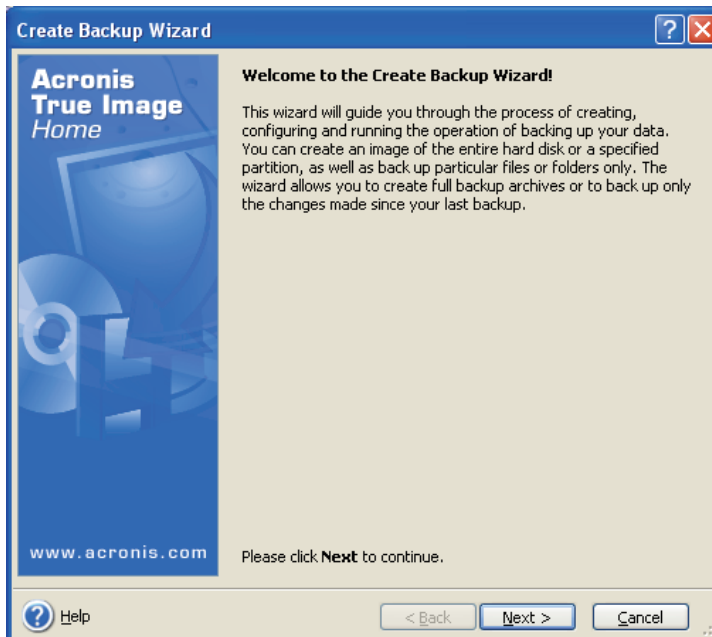 Create Backup Wizard
Acronis
True Image
Home
Welcome to the Create Backup Wizard!
This wizard will guide you through the process of creating,
configuring and running the operation of backing up your data.
You can create an image of the entire hard disk or a specified
partition, as well as back up particular files or folders only. The
wizard allows you to create full backup archives or to back up only
the changes made since your last backup.
www.acronis.com
Please click Next to continue.
Help
< Back
Next >
Cancel